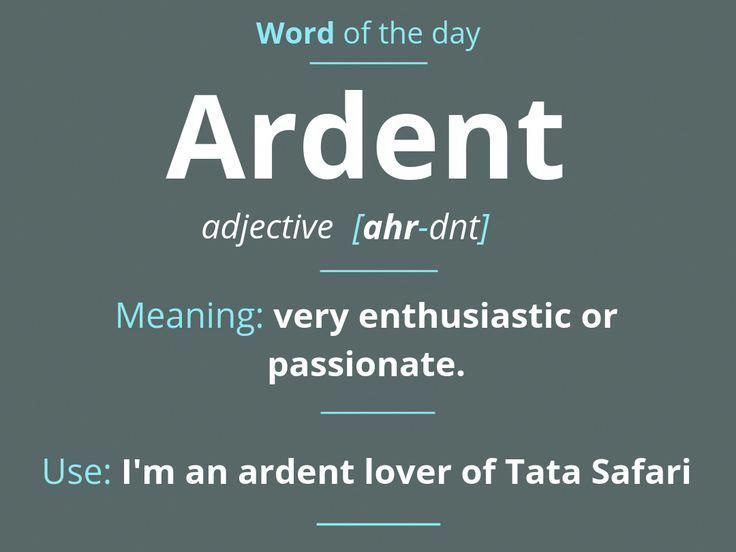 Word of the day
Ardent
adjective [ahr-dnt]
Meaning: very enthusiastic or
passionate.
Use: I'm an ardent lover of Tata Safari